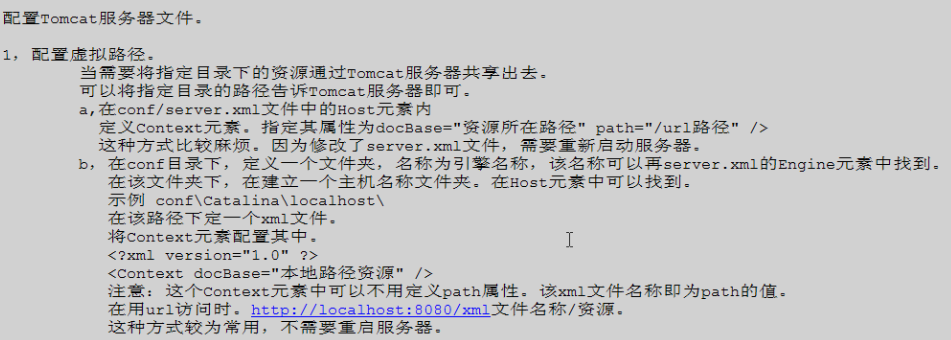 配置Tomcat服务器文件。
1，配置虚拟路径。
当需要将指定目录下的资源通过Tomcat服务器共享出去。
可以将指定目录的路径告诉Tomcat服务器即可。
a,在conf/server.xml文件中的Host元素内
定义Context元素。指定其属性为docBase="资源所在路径" path="/url路径" />
这种方式比较麻烦。因为修改了server.xml文件，需要重新启动服务器。
b，在conf目录下，定义一个文件夹，名称为引擎名称，该名称可以再server.xml的Engine元素中找到。
在该文件夹下，在建立一个主机名称文件夹。在Host元素中可以找到。
示例 conf\Catalina\localhost\
在该路径下定一个xml文件。
将Context元素配置其中。
<?xml version="1.0" ?>
<Context docBase="本地路径资源" />
注意：这个Context元素中可以不用定义path属性。该xml文件名称即为path的值。
在用url访问时。http://localhost:8080/xml文件名称/资源。
这种方式较为常用，不需要重启服务器。